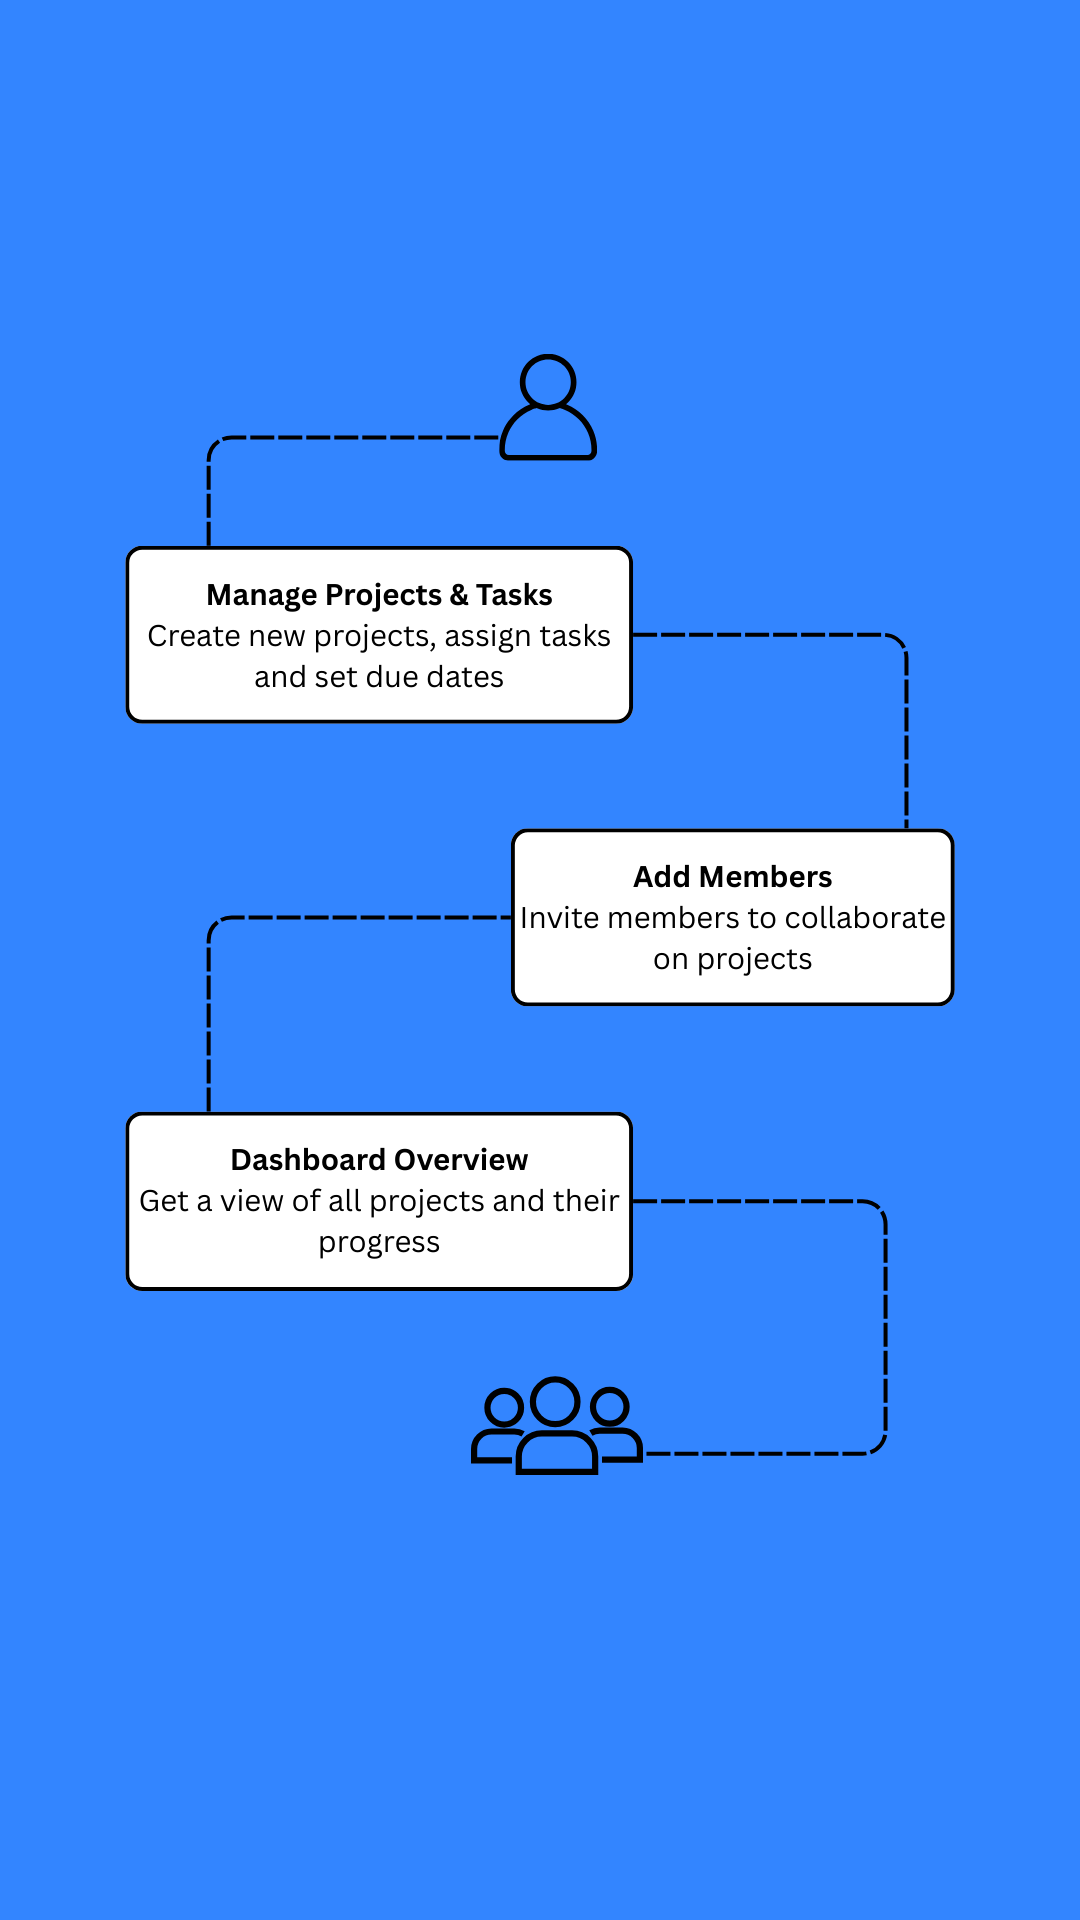 Manage Projects & Tasks
Create new projects, assign tasks
and set due dates
Add Members
Invite members to collaborate
on projects
Dashboard Overview
Get a view of all projects and their
progress